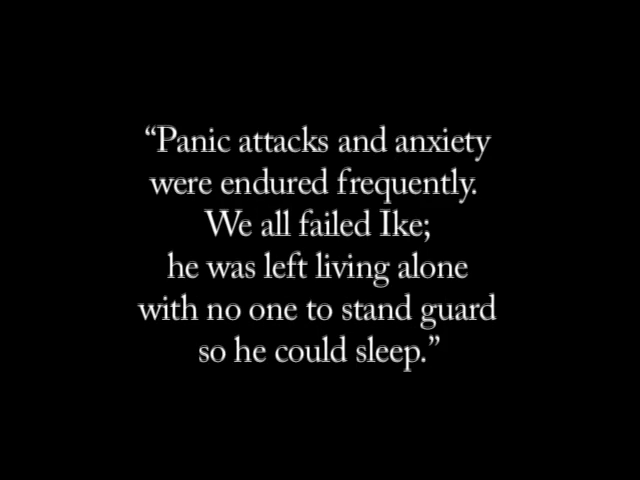 “Panic attacks and anxiety
were endured frequently.
We all failed Ike;
he was left living alone
with no one to stand guard
so he could sleep.”